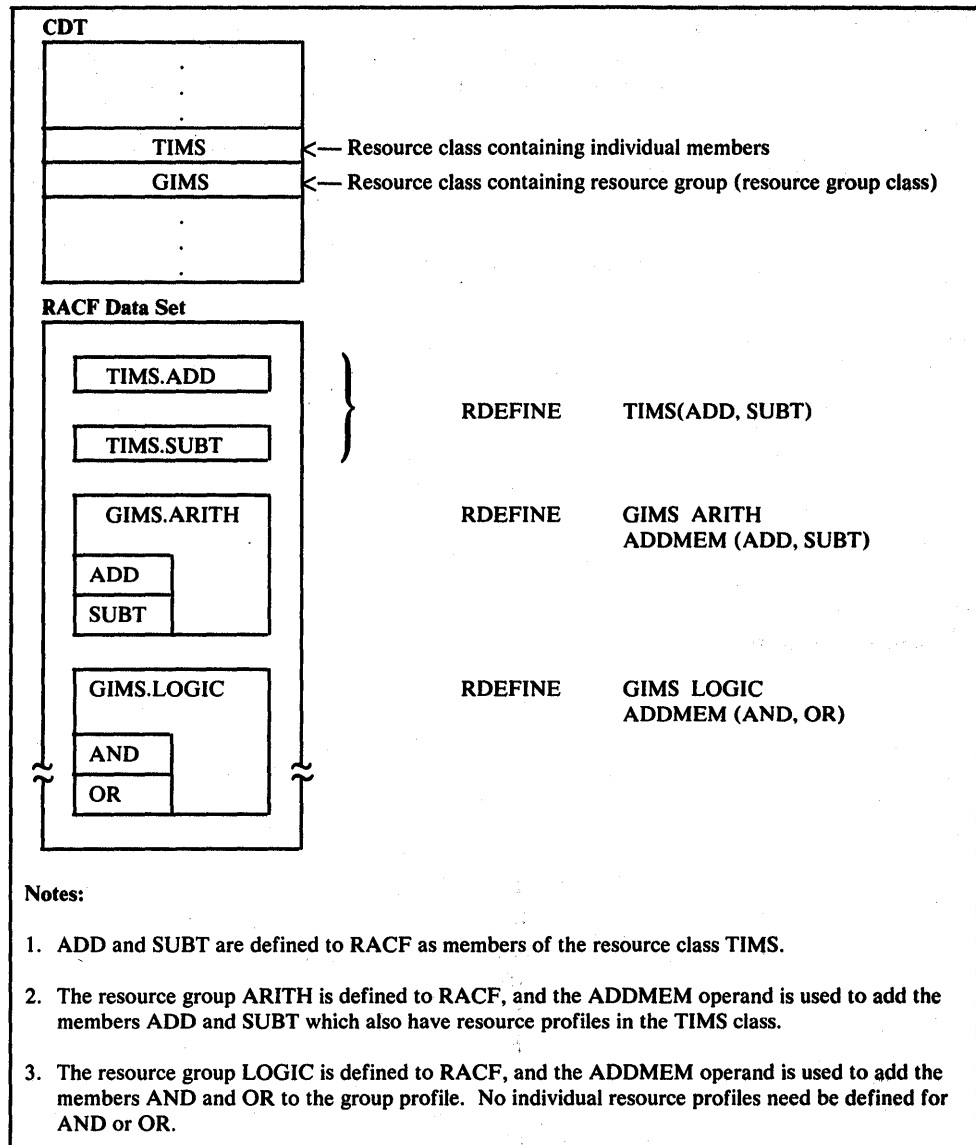 CDT
TIMS <— Resource class containing individual members
GIMS <— Resource class containing resource group (resource group class)
RACF Data Set
TIMS.ADD
RDEFINE TIMS(ADD, SUBT)
TIMS.SUBT
GIMS.ARITH RDEFINE GIMS ARITH
ADDMEM (ADD, SUBT)
ADD
SUBT
GIMS.LOGIC RDEFINE GIMS LOGIC
ADDMEM (AND, OR)
AND
OR
Notes:
1. ADD and SUBT are defined to RACF as members of the resource class TIMS.
2. The resource group ARITH is defined to RACF, and the ADDMEM operand is used to add the
members ADD and SUBT which also have resource profiles in the TIMS class.
3. The resource group LOGIC is defined to RACF, and the ADDMEM operand is used to add the
members AND and OR to the group profile. No individual resource profiles need be defined for
AND or OR.